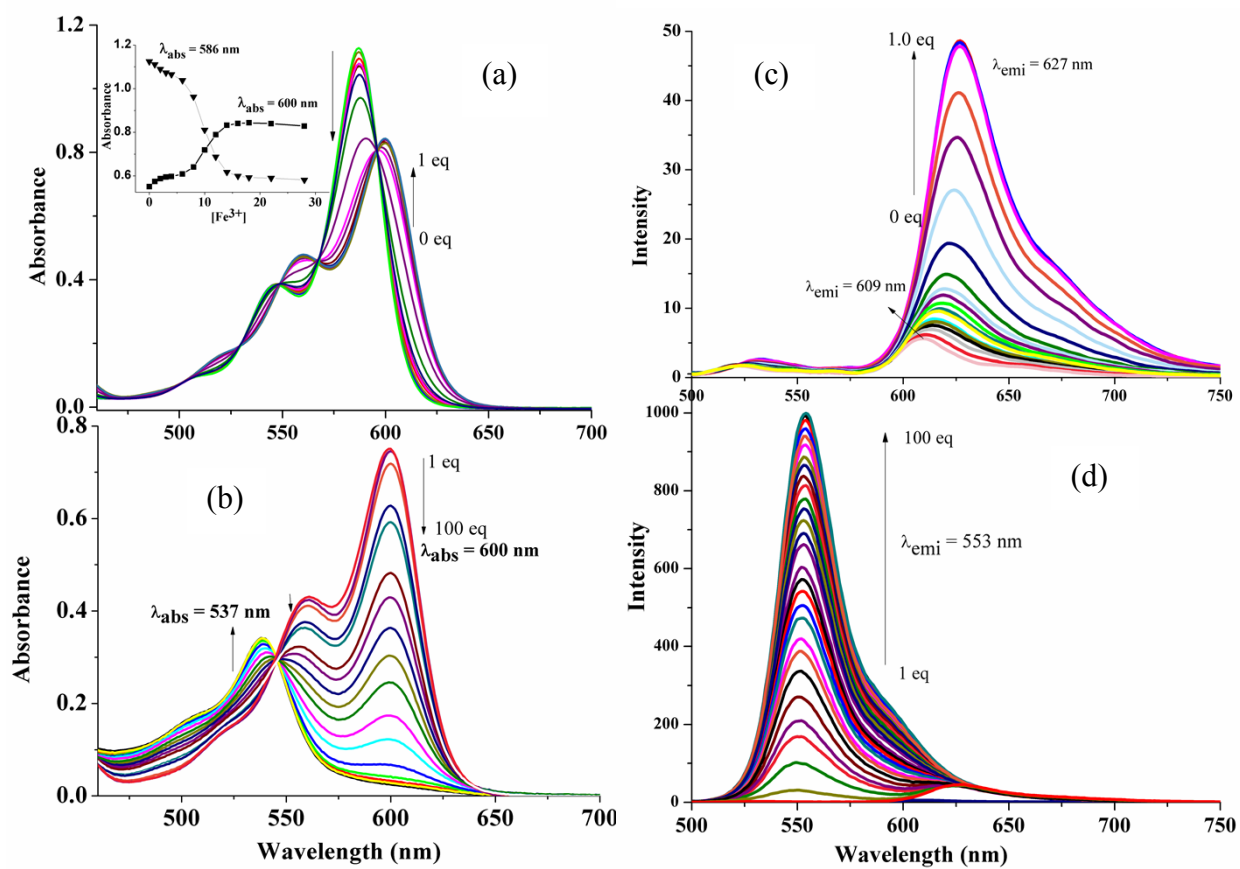 (a)
1.2
0.8
0.4
0.0
Absorbance
500 550 600 650 700
1 eq
0 eq
λabs = 586 nm
λabs = 600 nm
1.2
1.0
0.8
0.6
Absorbance
0 10 20 30
[Fe³⁺]
(b)
0.8
0.6
0.4
0.2
0.0
Absorbance
1 eq
100 eq
λabs = 600 nm
λabs = 537 nm
500 550 600 650 700
Wavelength (nm)
(c)
50
40
30
20
10
0
Intensity
1.0 eq
λemi = 627 nm
0 eq
λemi = 609 nm
500 550 600 650 700 750
(d)
1000
800
600
400
200
0
Intensity
100 eq
λemi = 553 nm
1 eq
500 550 600 650 700 750
Wavelength (nm)